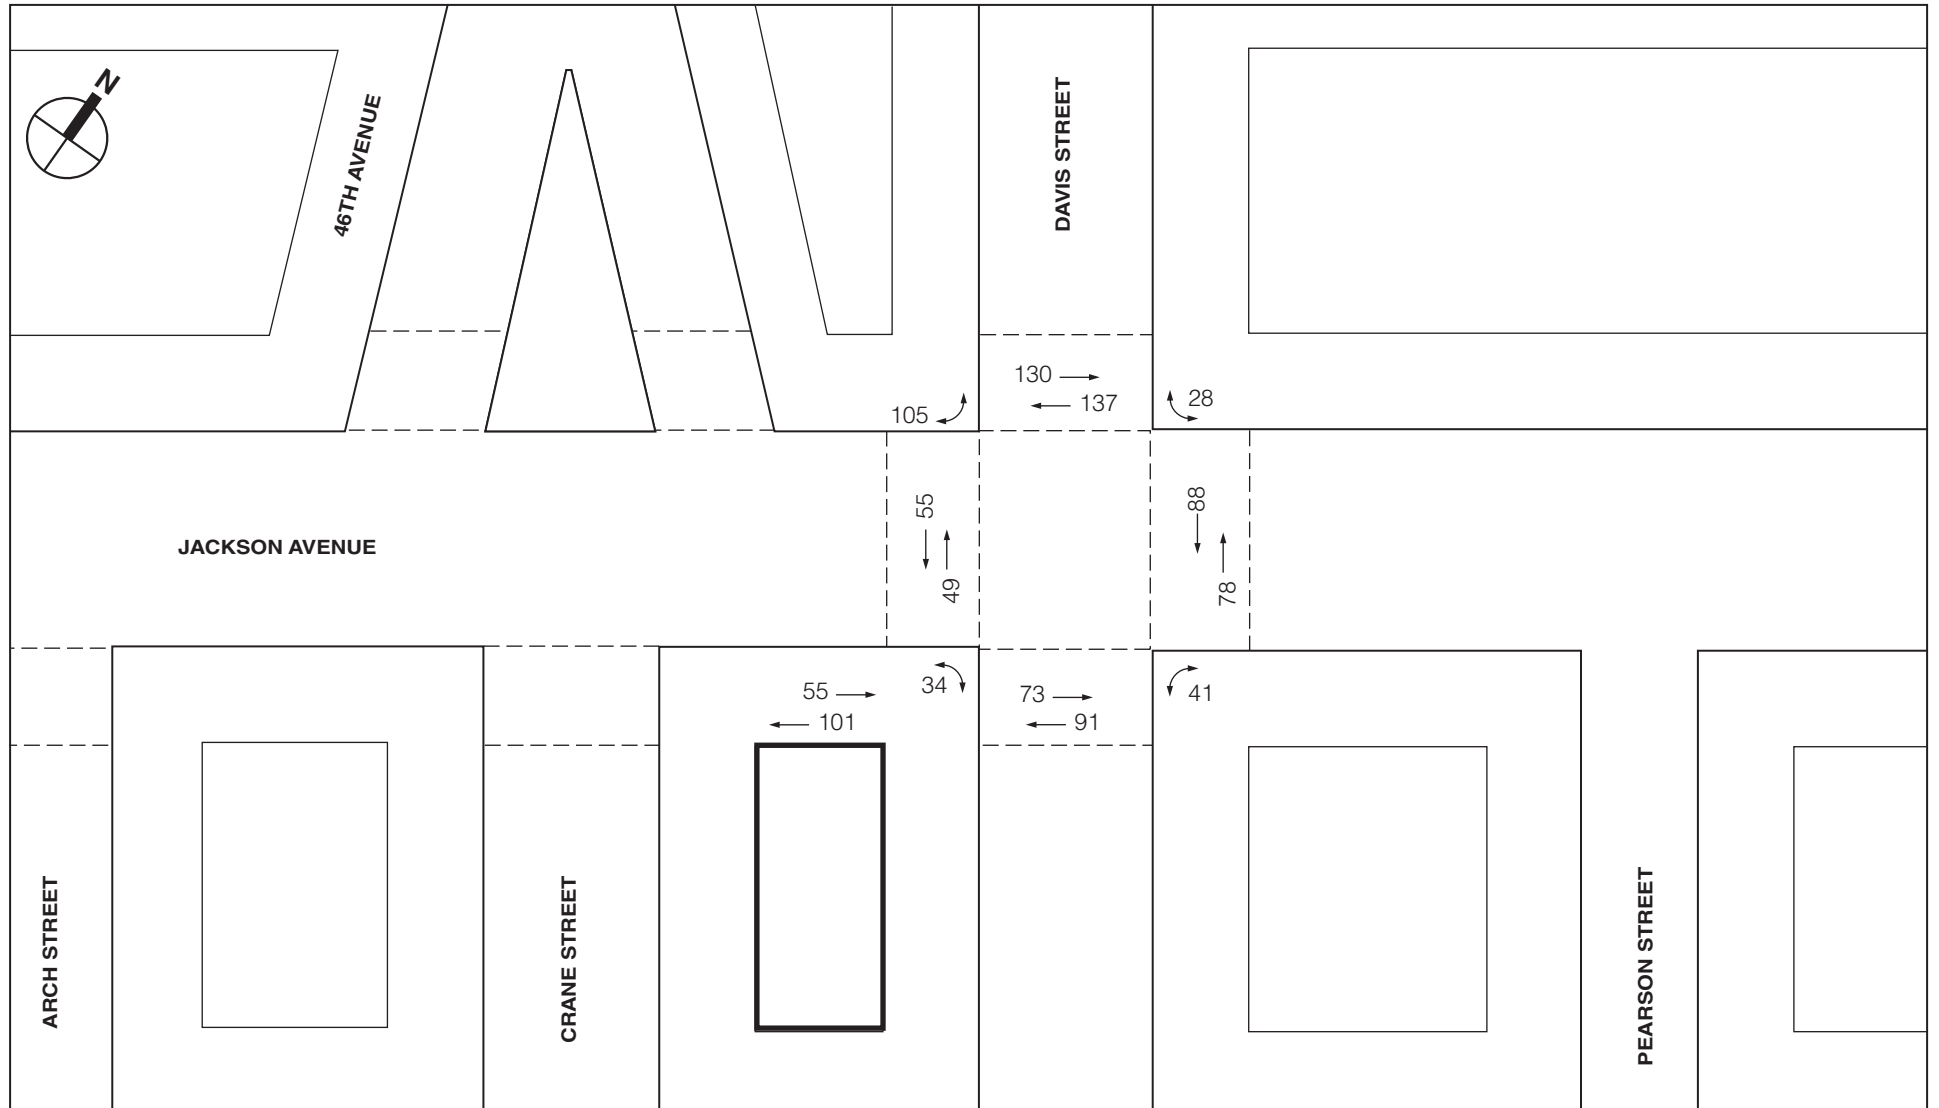 N
46TH AVENUE
DAVIS STREET
130
137
105
28
55
49
88
78
JACKSON AVENUE
55
101
34
73
91
41
ARCH STREET
CRANE STREET
PEARSON STREET